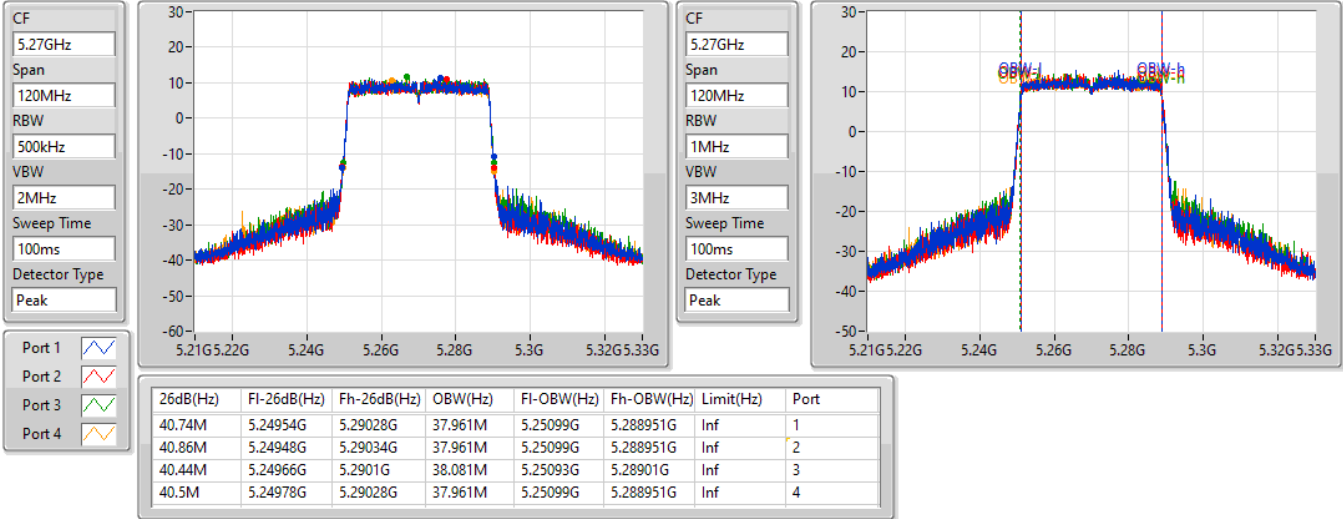 CF
5.27GHz
Span
120MHz
RBW
500kHz
VBW
2MHz
Sweep Time
100ms
Detector Type
Peak
30
20
10
0
-10
-20
-30
-40
-50
-60
5.21G 5.22G 5.24G 5.26G 5.28G 5.3G 5.32G 5.33G
CF
5.27GHz
Span
120MHz
RBW
1MHz
VBW
3MHz
Sweep Time
100ms
Detector Type
Peak
30
20
10
0
-10
-20
-30
-40
-50
OBW-l OBW-h
5.21G 5.22G 5.24G 5.26G 5.28G 5.3G 5.32G 5.33G
Port 1
Port 2
Port 3
Port 4
26dB(Hz) Fl-26dB(Hz) Fh-26dB(Hz) OBW(Hz) Fl-OBW(Hz) Fh-OBW(Hz) Limit(Hz) Port
40.74M 5.24954G 5.29028G 37.961M 5.25099G 5.288951G Inf 1
40.86M 5.24948G 5.29034G 37.961M 5.25099G 5.288951G Inf 2
40.44M 5.24966G 5.2901G 38.081M 5.25093G 5.28901G Inf 3
40.5M 5.24978G 5.29028G 37.961M 5.25099G 5.288951G Inf 4